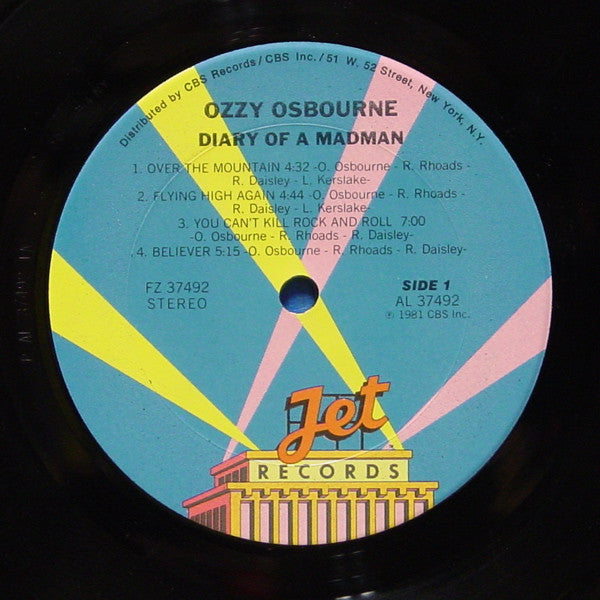 Distributed by CBS Records/CBS Inc./51 W. 52 Street, New York, N.Y.
OZZY OSBOURNE
DIARY OF A MADMAN
1. OVER THE MOUNTAIN 4:32 -O. Osbourne - R. Rhoads -
R. Daisley - L. Kerslake-
2. FLYING HIGH AGAIN 4:44 -O. Osbourne - R. Rhoads -
R. Daisley - L. Kerslake-
3. YOU CAN'T KILL ROCK AND ROLL 7:00
-O. Osbourne - R. Rhoads - R. Daisley-
4. BELIEVER 5:15 -O. Osbourne - R. Rhoads - R. Daisley-
FZ 37492
STEREO
SIDE 1
AL 37492
℗ 1981 CBS Inc.
Jet
RECORDS